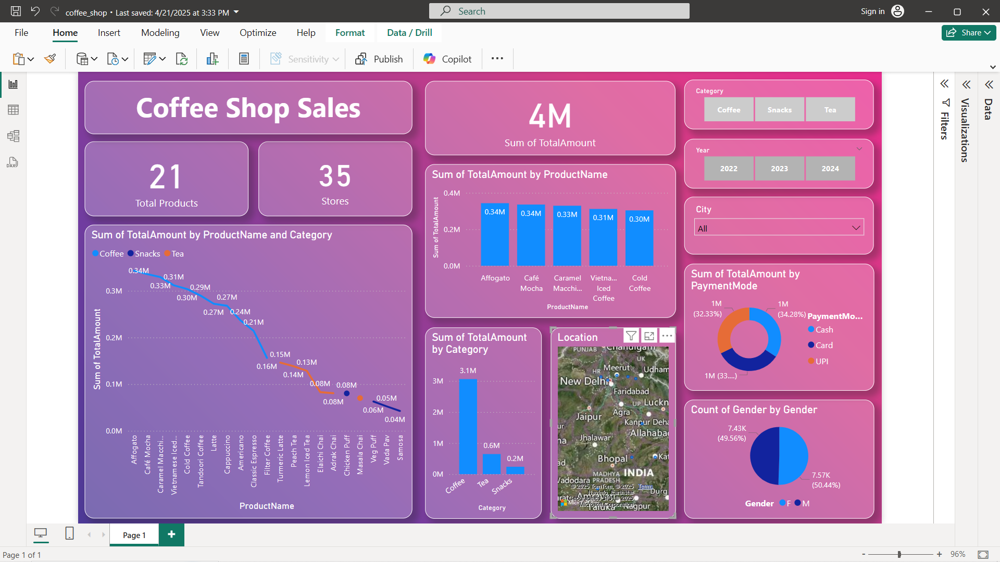 coffee_shop • Last saved: 4/21/2025 at 3:33 PM
Search
Sign in
File
Home
Insert
Modeling
View
Optimize
Help
Format
Data / Drill
Share
Sensitivity
Publish
Copilot
DAX
Coffee Shop Sales
21
Total Products
35
Stores
4M
Sum of TotalAmount
Category
Coffee
Snacks
Tea
Year
2022
2023
2024
City
All
Filters
Visualizations
Data
Sum of TotalAmount by ProductName and Category
Coffee
Snacks
Tea
Sum of TotalAmount
0.3M
0.2M
0.1M
0.0M
0.34M
0.33M
0.31M
0.30M
0.29M
0.27M
0.27M
0.24M
0.21M
0.16M
0.15M
0.14M
0.13M
0.08M
0.08M
0.08M
0.06M
0.05M
0.04M
Affogato
Café Mocha
Caramel Macchi...
Vietnamese Iced...
Cold Coffee
Tandoori Coffee
Latte
Cappuccino
Americano
Classic Espresso
Filter Coffee
Turmeric Latte
Peach Tea
Lemon Iced Tea
Elaichi Chai
Adrak Chai
Chicken Puff
Masala Chai
Veg Puff
Vada Pav
Samosa
ProductName
Sum of TotalAmount by ProductName
Sum of TotalAmount
0.4M
0.2M
0.0M
0.34M
0.34M
0.33M
0.31M
0.30M
Affogato
Café
Mocha
Caramel
Macchi...
Vietna...
Iced
Coffee
Cold
Coffee
ProductName
Sum of TotalAmount
by Category
3M
2M
1M
0M
3.1M
0.6M
0.2M
Coffee
Tea
Snacks
Category
Location
Chandigarh
PUNJAB
UK
HR
Meerut
Udham
New Delhi
Faridabad
UP
Luckn
Jaipur
Agra
Kanpur
Deha
ur
Allahaba
na
Jhalawar
ad
Bhopal
Kat
MADHYA
PRADESH
INDIA
Vadodara
© 2025 TomTom, © 2025
Terms
NavInfo, Earthstar
Durg
Geographics SIO, © 2025
Microsoft Corporation
Taluka
Nagpur
Sum of TotalAmount by
PaymentMode
1M
(32.33%)
1M
(34.28%)
1M (33....)
PaymentMo...
Cash
Card
UPI
Count of Gender by Gender
7.43K
(49.56%)
7.57K
(50.44%)
Gender
F
M
Page 1
Page 1 of 1
96%